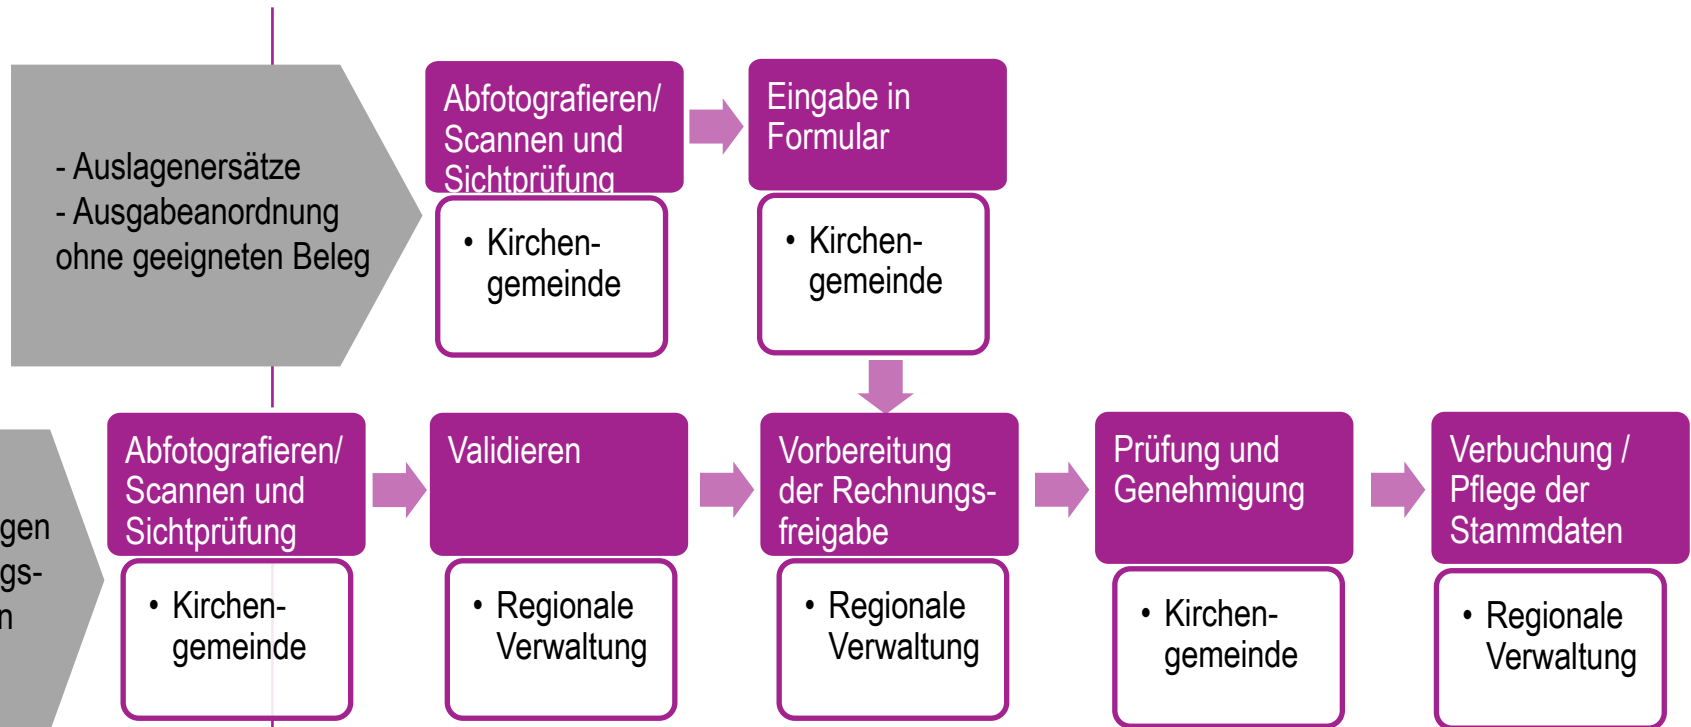 - Auslagenersätze
- Ausgabeanordnung
ohne geeigneten Beleg
Abfotografieren/
Scannen und
Sichtprüfung
• Kirchen-
gemeinde
Eingabe in
Formular
• Kirchen-
gemeinde
gen
gs-
n
Abfotografieren/
Scannen und
Sichtprüfung
• Kirchen-
gemeinde
Validieren
• Regionale
Verwaltung
Vorbereitung
der Rechnungs-
freigabe
• Regionale
Verwaltung
Prüfung und
Genehmigung
• Kirchen-
gemeinde
Verbuchung /
Pflege der
Stammdaten
• Regionale
Verwaltung